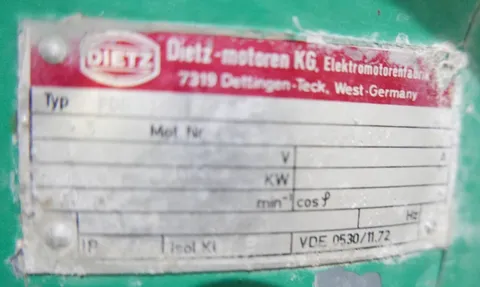 DIETZ
Dietz-motoren KG, Elektromotorenfabrik
7319 Dettingen-Teck, West-Germany
Typ
Mot Nr
V A
KW
min⁻¹ cos φ
Hz
IP Isol Kl. VDE 0530/11.72